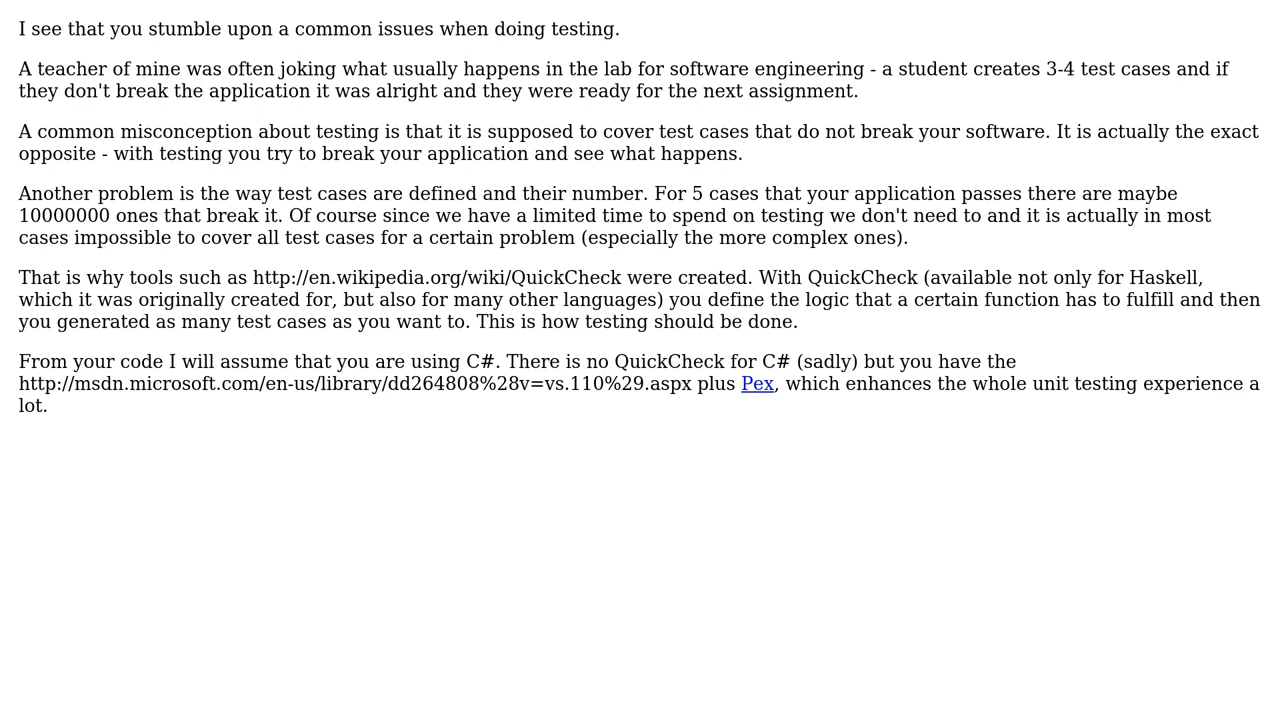 I see that you stumble upon a common issues when doing testing.
A teacher of mine was often joking what usually happens in the lab for software engineering - a student creates 3-4 test cases and if
they don't break the application it was alright and they were ready for the next assignment.
A common misconception about testing is that it is supposed to cover test cases that do not break your software. It is actually the exact
opposite - with testing you try to break your application and see what happens.
Another problem is the way test cases are defined and their number. For 5 cases that your application passes there are maybe
10000000 ones that break it. Of course since we have a limited time to spend on testing we don't need to and it is actually in most
cases impossible to cover all test cases for a certain problem (especially the more complex ones).
That is why tools such as http://en.wikipedia.org/wiki/QuickCheck were created. With QuickCheck (available not only for Haskell,
which it was originally created for, but also for many other languages) you define the logic that a certain function has to fulfill and then
you generated as many test cases as you want to. This is how testing should be done.
From your code I will assume that you are using C#. There is no QuickCheck for C# (sadly) but you have the
http://msdn.microsoft.com/en-us/library/dd264808%28v=vs.110%29.aspx plus Pex, which enhances the whole unit testing experience a
lot.